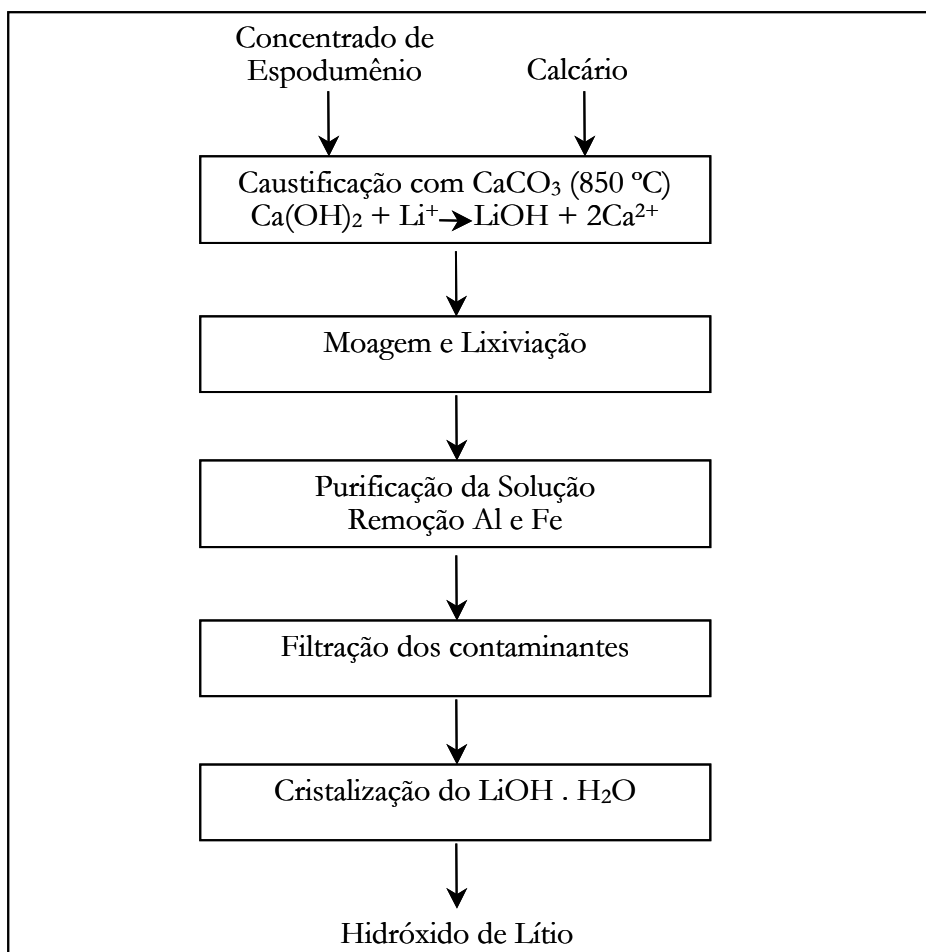 Concentrado de
Espodumênio
Calcário
Caustificação com CaCO₃ (850 ºC)
Ca(OH)₂ + Li⁺ → LiOH + 2Ca²⁺
Moagem e Lixiviação
Purificação da Solução
Remoção Al e Fe
Filtração dos contaminantes
Cristalização do LiOH . H₂O
Hidróxido de Lítio